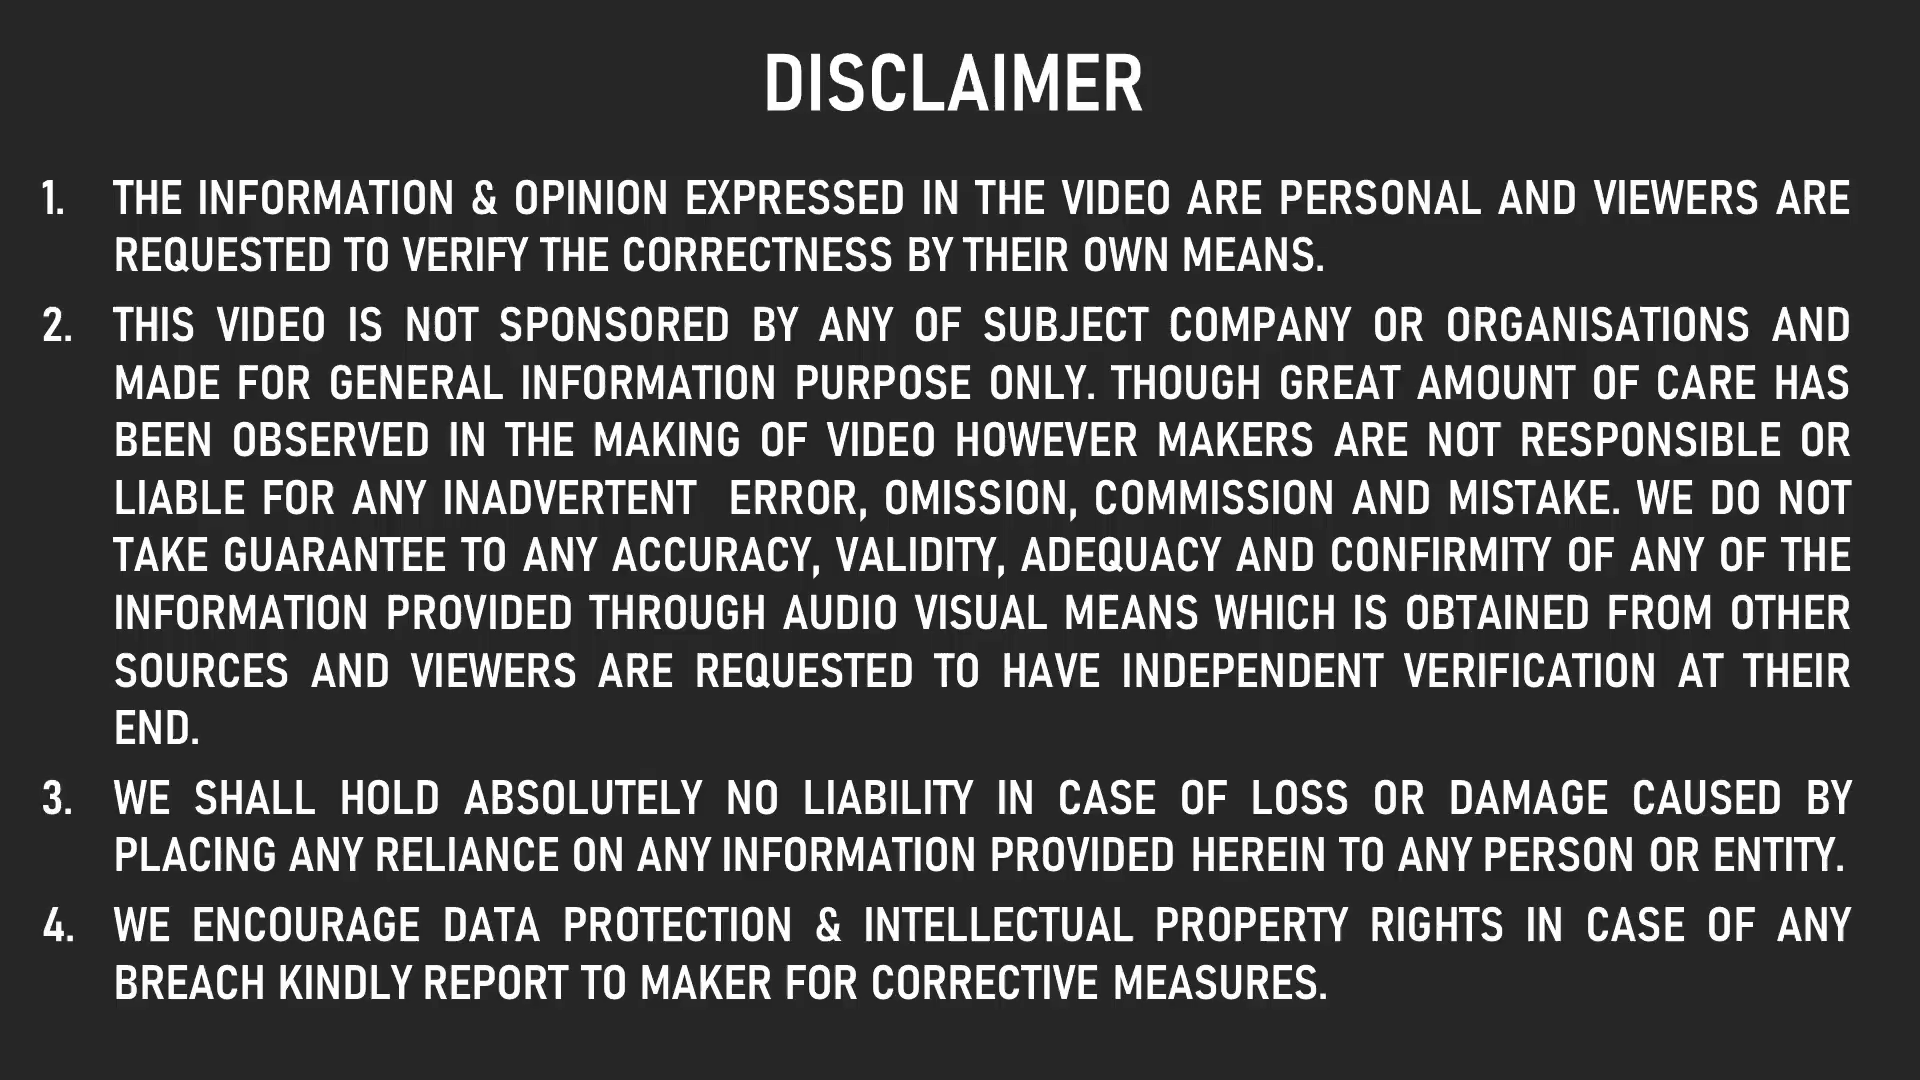 DISCLAIMER
1. THE INFORMATION & OPINION EXPRESSED IN THE VIDEO ARE PERSONAL AND VIEWERS ARE
REQUESTED TO VERIFY THE CORRECTNESS BY THEIR OWN MEANS.
2. THIS VIDEO IS NOT SPONSORED BY ANY OF SUBJECT COMPANY OR ORGANISATIONS AND
MADE FOR GENERAL INFORMATION PURPOSE ONLY. THOUGH GREAT AMOUNT OF CARE HAS
BEEN OBSERVED IN THE MAKING OF VIDEO HOWEVER MAKERS ARE NOT RESPONSIBLE OR
LIABLE FOR ANY INADVERTENT ERROR, OMISSION, COMMISSION AND MISTAKE. WE DO NOT
TAKE GUARANTEE TO ANY ACCURACY, VALIDITY, ADEQUACY AND CONFIRMITY OF ANY OF THE
INFORMATION PROVIDED THROUGH AUDIO VISUAL MEANS WHICH IS OBTAINED FROM OTHER
SOURCES AND VIEWERS ARE REQUESTED TO HAVE INDEPENDENT VERIFICATION AT THEIR
END.
3. WE SHALL HOLD ABSOLUTELY NO LIABILITY IN CASE OF LOSS OR DAMAGE CAUSED BY
PLACING ANY RELIANCE ON ANY INFORMATION PROVIDED HEREIN TO ANY PERSON OR ENTITY.
4. WE ENCOURAGE DATA PROTECTION & INTELLECTUAL PROPERTY RIGHTS IN CASE OF ANY
BREACH KINDLY REPORT TO MAKER FOR CORRECTIVE MEASURES.